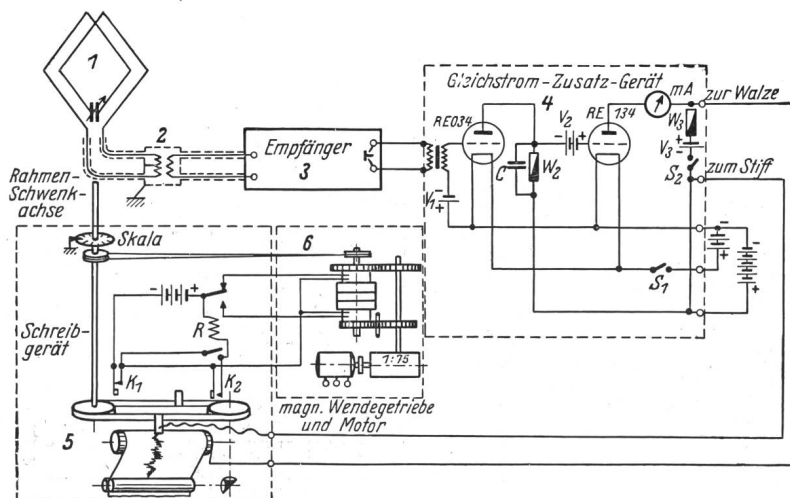 1
2
Empfänger
3
Gleichstrom-Zusatz-Gerät
4
mA
zur Walze
RE034
V2
RE 134
W3
V3
S2
zum Stift
C
W2
V1
S1
Rahmen-
Schwenk-
achse
Skala
6
Schreib-
gerät
R
K1
K2
1:15
magn. Wendegetriebe
und Motor
5